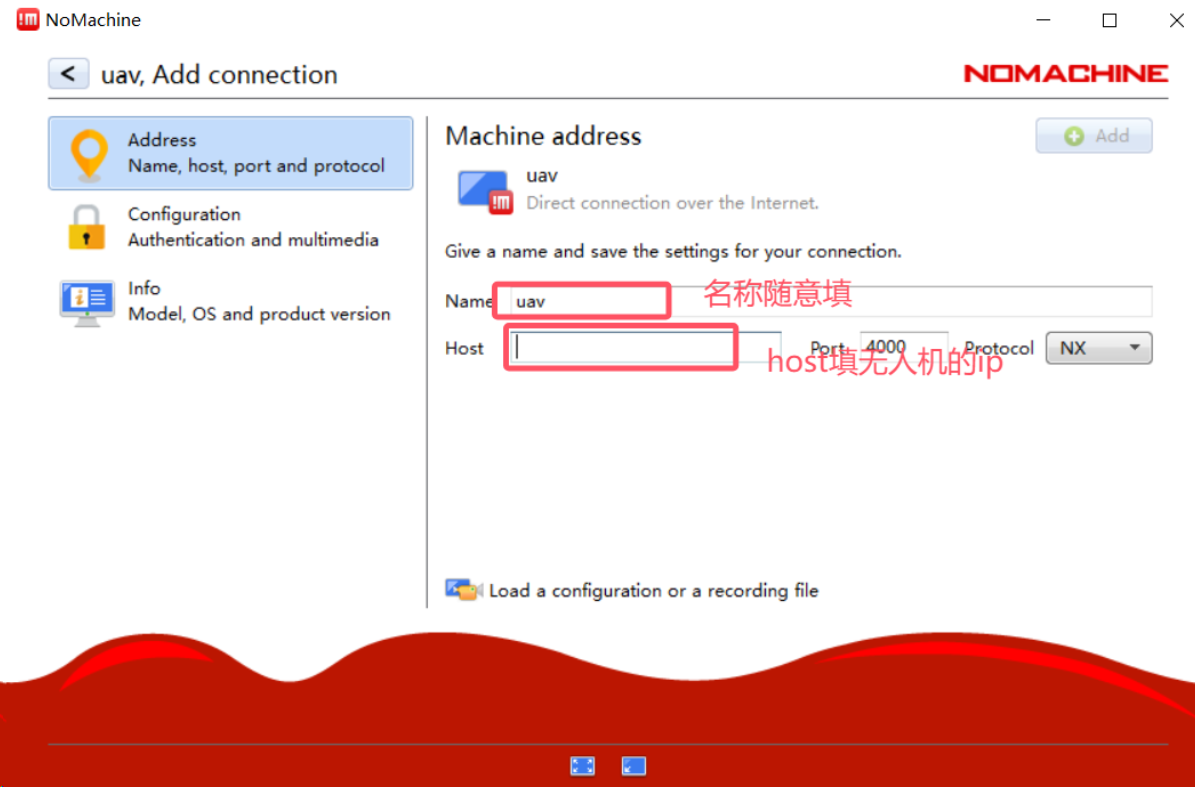 NoMachine
uav, Add connection
NOMACHINE
Address
Name, host, port and protocol
Configuration
Authentication and multimedia
Info
Model, OS and product version
Machine address
Add
uav
Direct connection over the Internet.
Give a name and save the settings for your connection.
Name uav 名称随意填
Host Port 4000 Protocol NX
host填无人机的ip
Load a configuration or a recording file